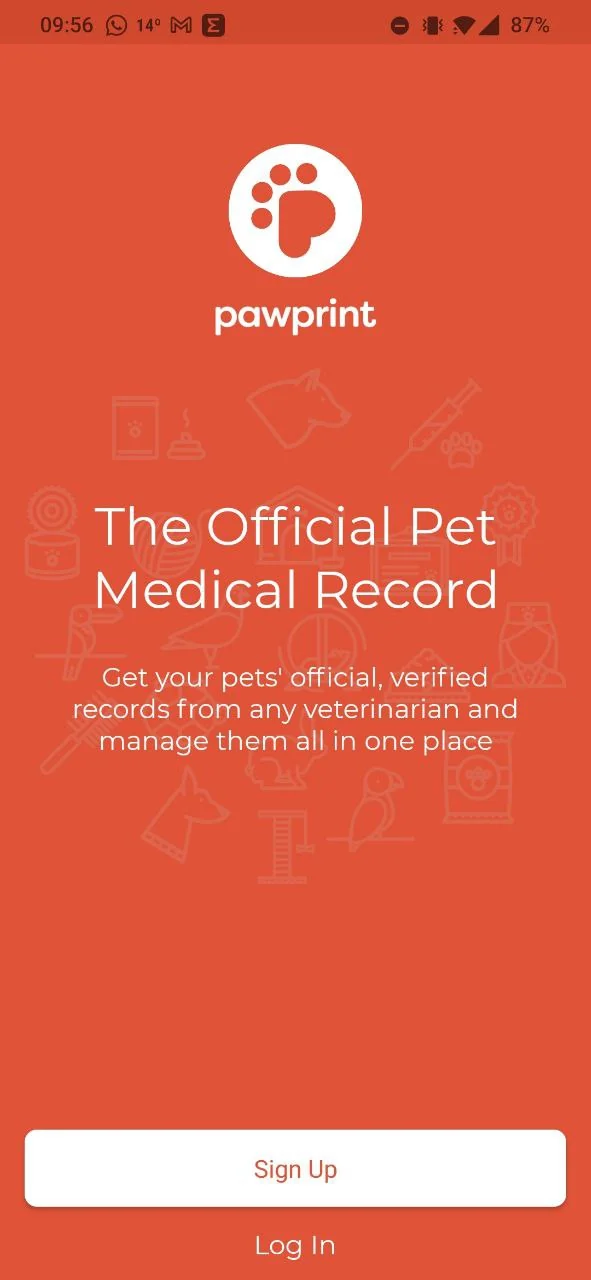 09:56 14° 87%
pawprint
The Official Pet
Medical Record
Get your pets' official, verified
records from any veterinarian and
manage them all in one place
Sign Up
Log In